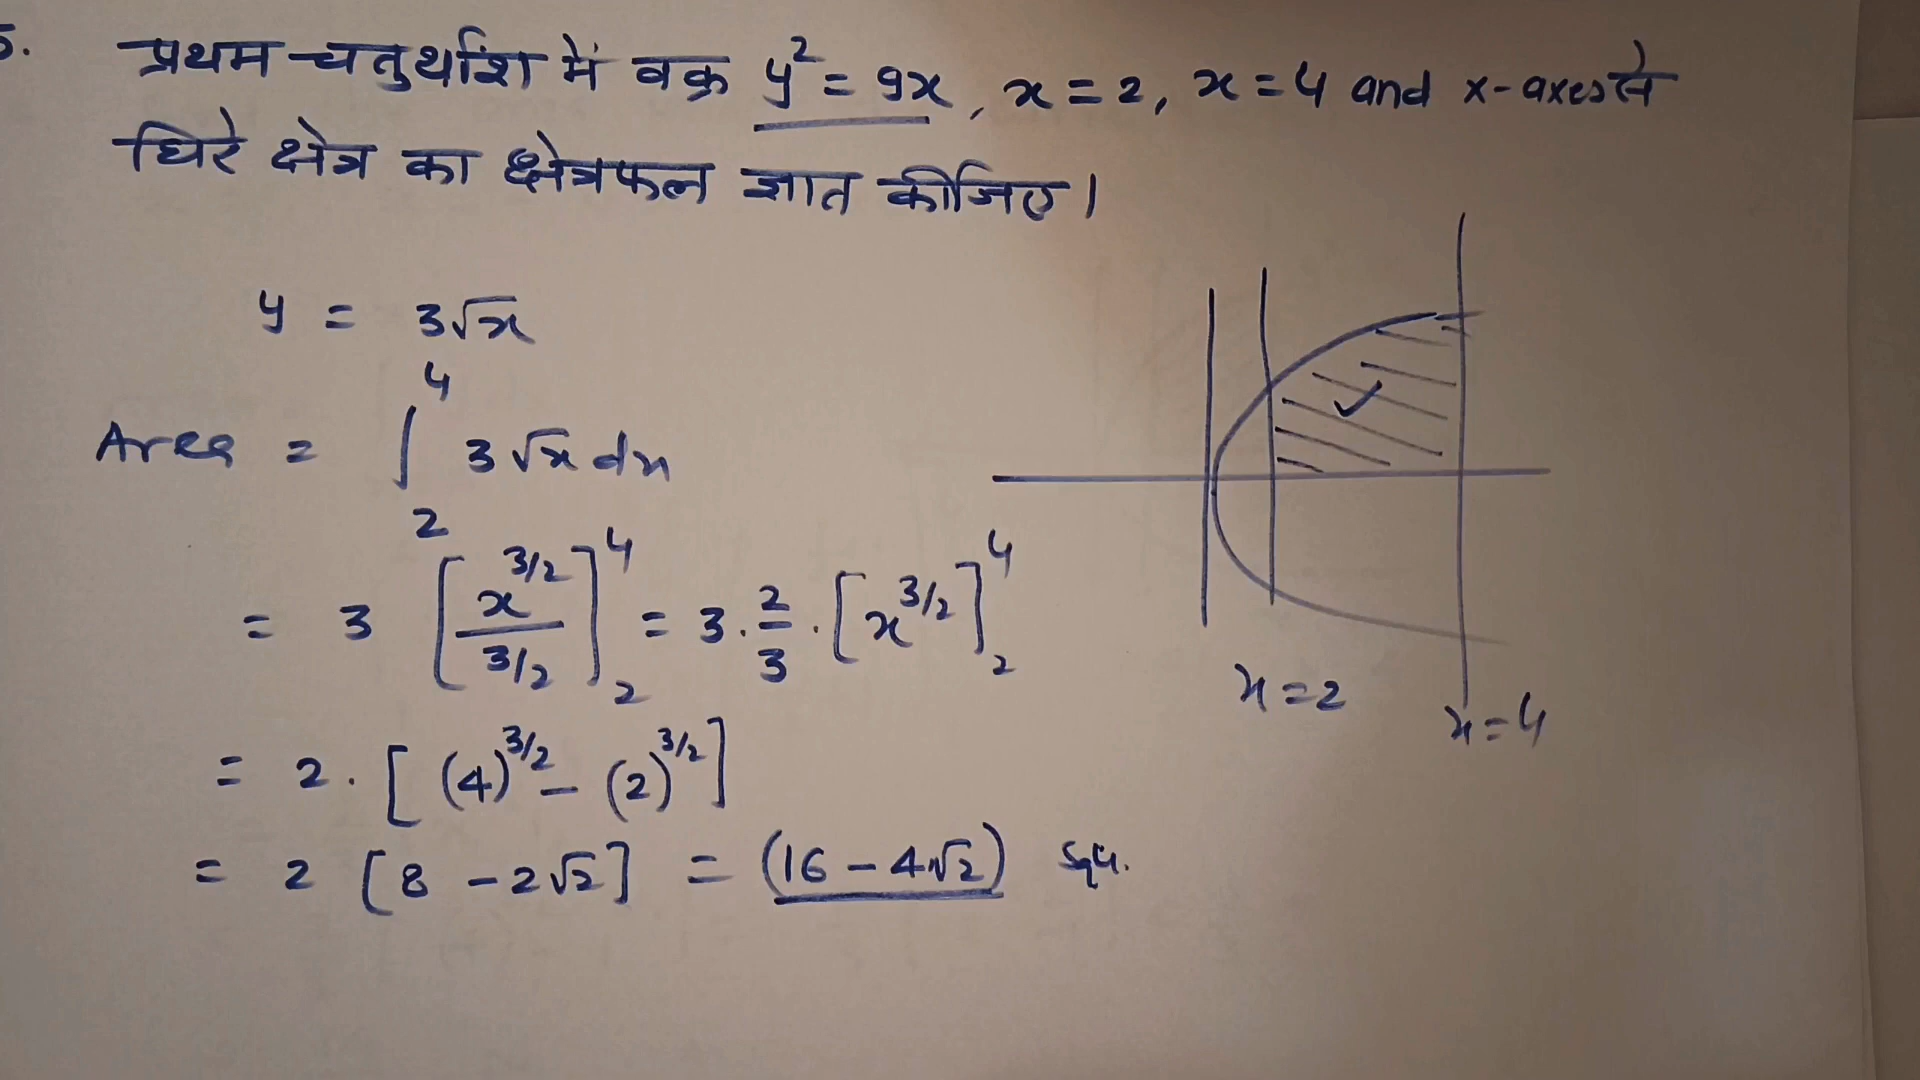 5. प्रथम चतुर्थांश में वक्र y² = 9x, x = 2, x = 4 and x-axes से
घिरे क्षेत्र का क्षेत्रफल ज्ञात कीजिए।
y = 3√x
Area = ∫₂⁴ 3√x dx
= 3 [x^{3/2} / 3/2]₂⁴ = 3 · 2/3 · [x^{3/2}]₂⁴
= 2 · [(4)^{3/2} − (2)^{3/2}]
= 2 [8 − 2√2] = (16 − 4√2) squ.
x = 2
x = 4